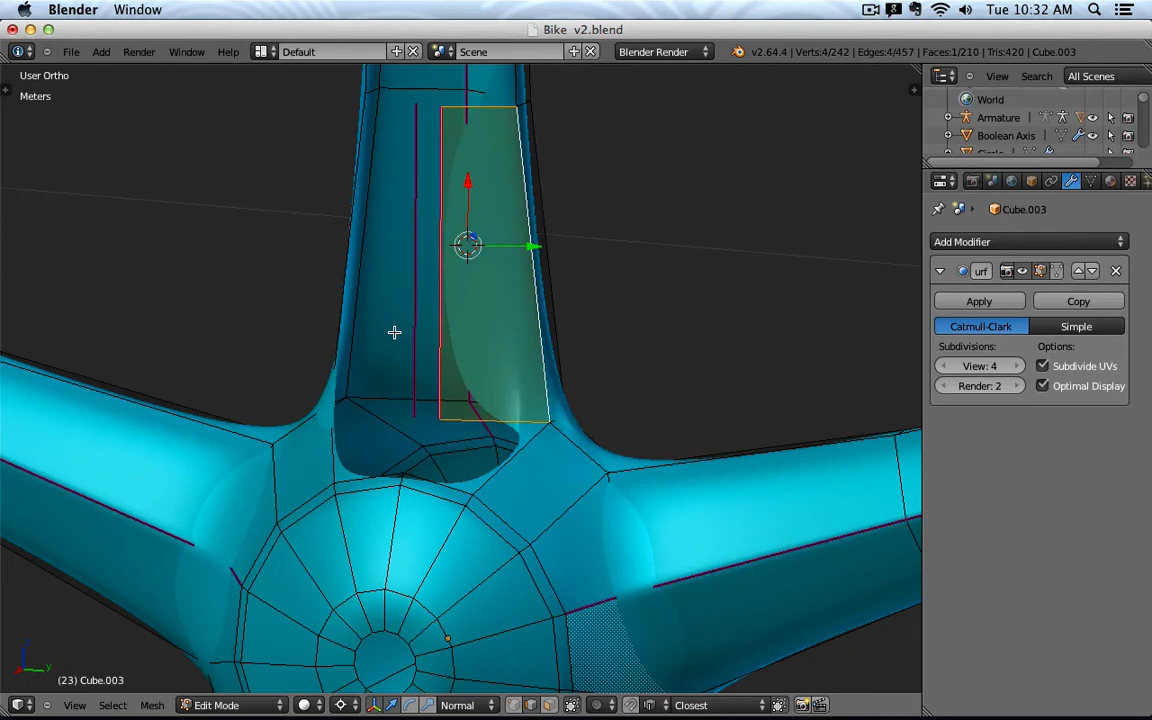 Blender Window Tue 10:32 AM
Bike v2.blend
File Add Render Window Help Default Scene Blender Render v2.64.4 | Verts:4/242 | Edges:4/457 | Faces:1/210 | Tris:420 | Cube.003
User Ortho
Meters
View Search All Scenes
World
Armature
Boolean Axis
Cube.003
Add Modifier
urf
Apply Copy
Catmull-Clark Simple
Subdivisions: Options:
View: 4 Subdivide UVs
Render: 2 Optimal Display
z
y
(23) Cube.003
View Select Mesh Edit Mode Normal Closest